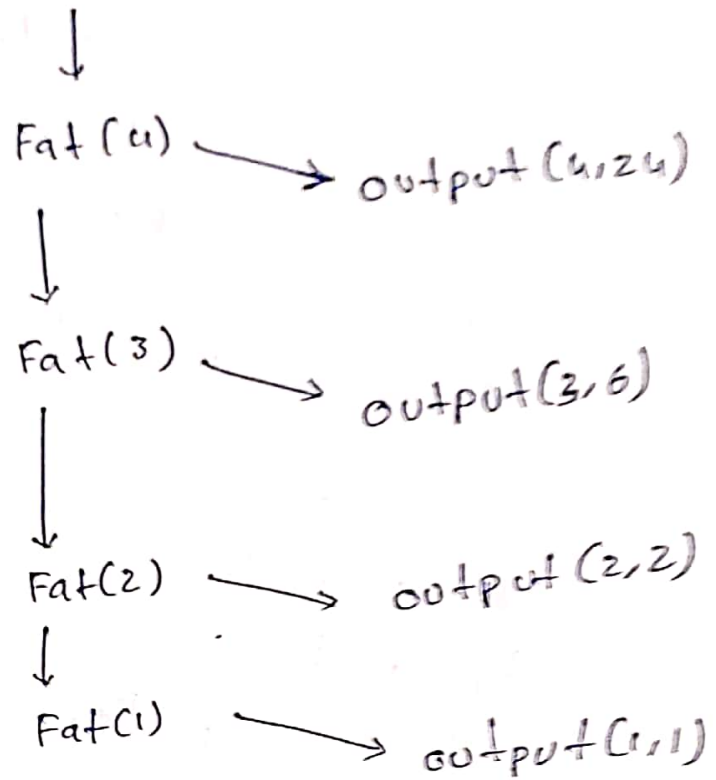 Fat(4)
output(4,24)
Fat(3)
output(3,6)
Fat(2)
output(2,2)
Fat(1)
output(1,1)